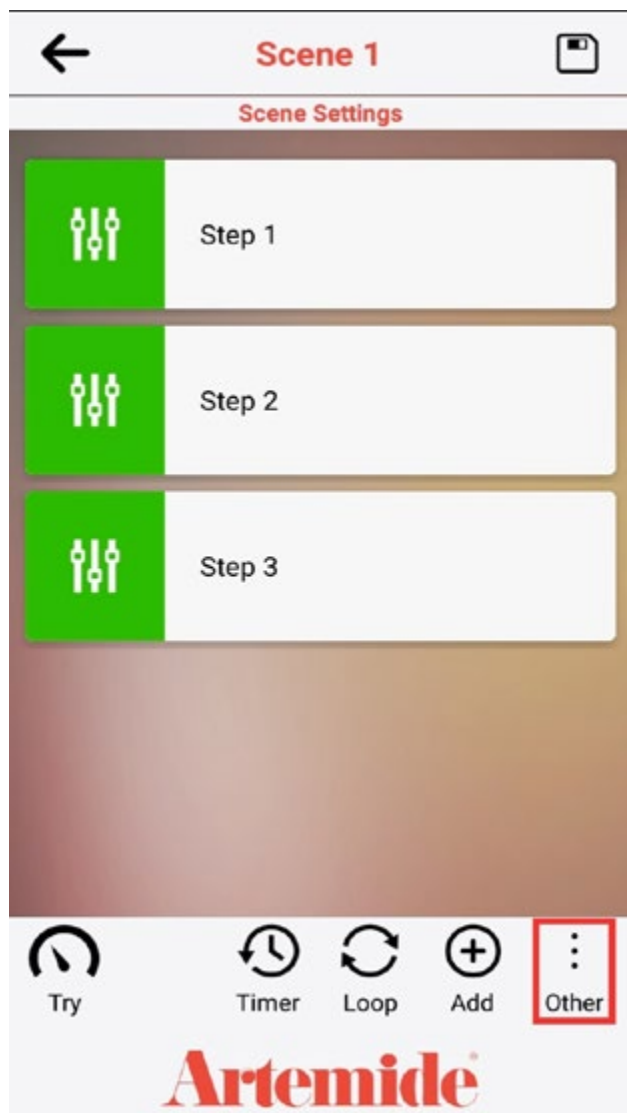 Scene 1
Scene Settings
Step 1
Step 2
Step 3
Try Timer Loop Add Other
Artemide